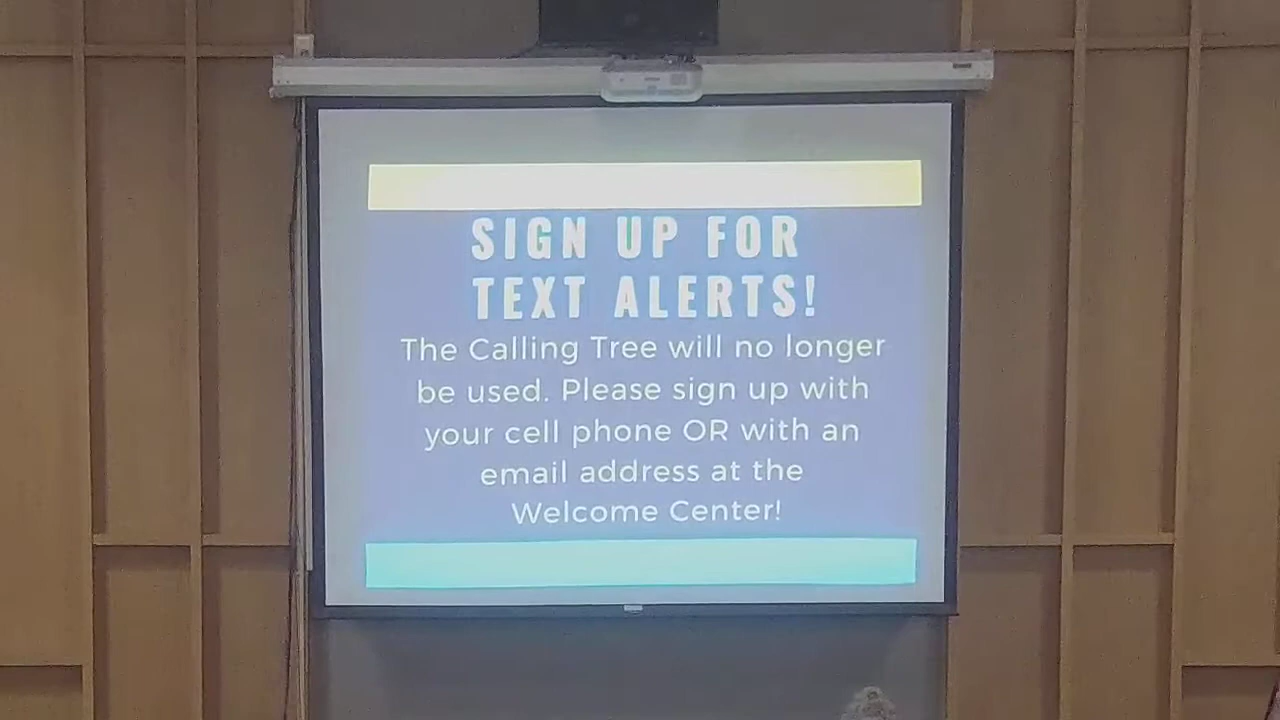 SIGN UP FOR
TEXT ALERTS!
The Calling Tree will no longer
be used. Please sign up with
your cell phone OR with an
email address at the
Welcome Center!